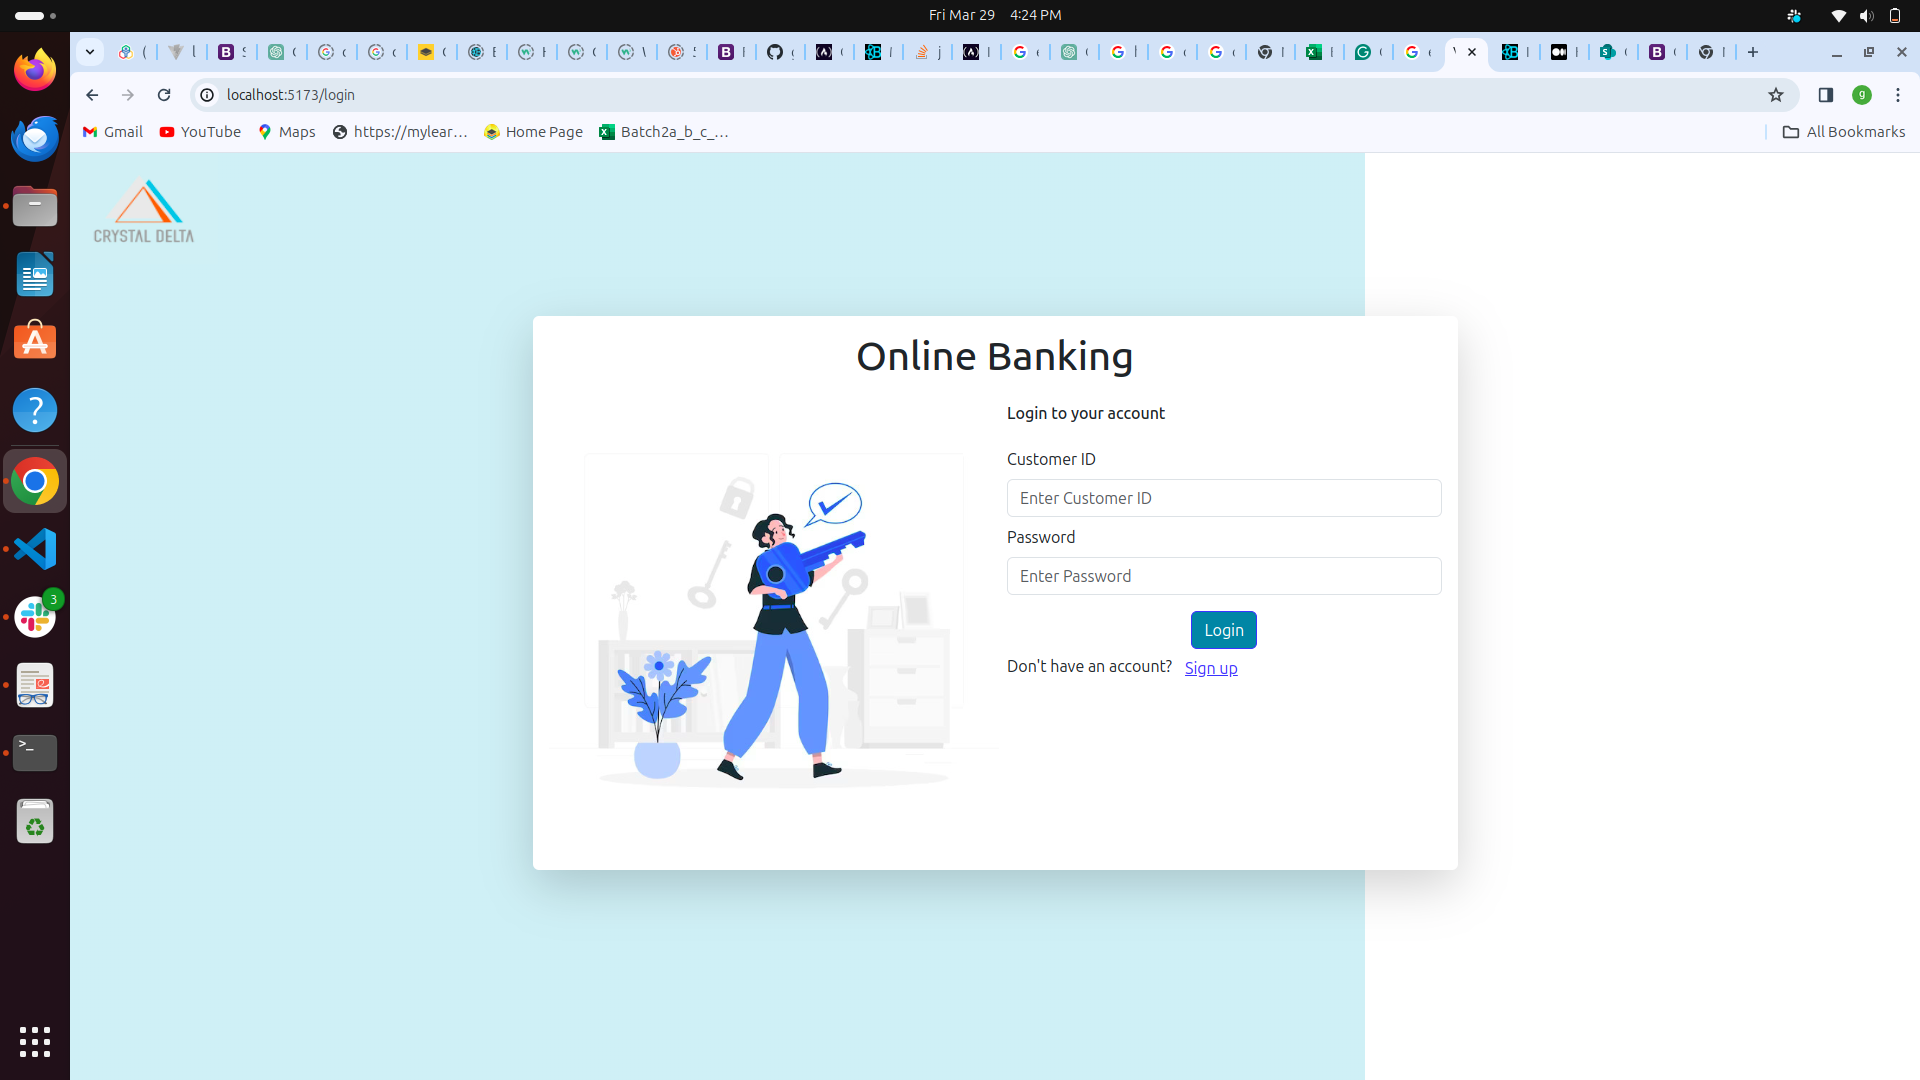 Fri Mar 29 4:24 PM
localhost:5173/login
g
Gmail
YouTube
Maps
https://mylear...
Home Page
Batch2a_b_c_...
All Bookmarks
CRYSTAL DELTA
Online Banking
Login to your account
Customer ID
Enter Customer ID
Password
Enter Password
Login
Don't have an account? Sign up
3